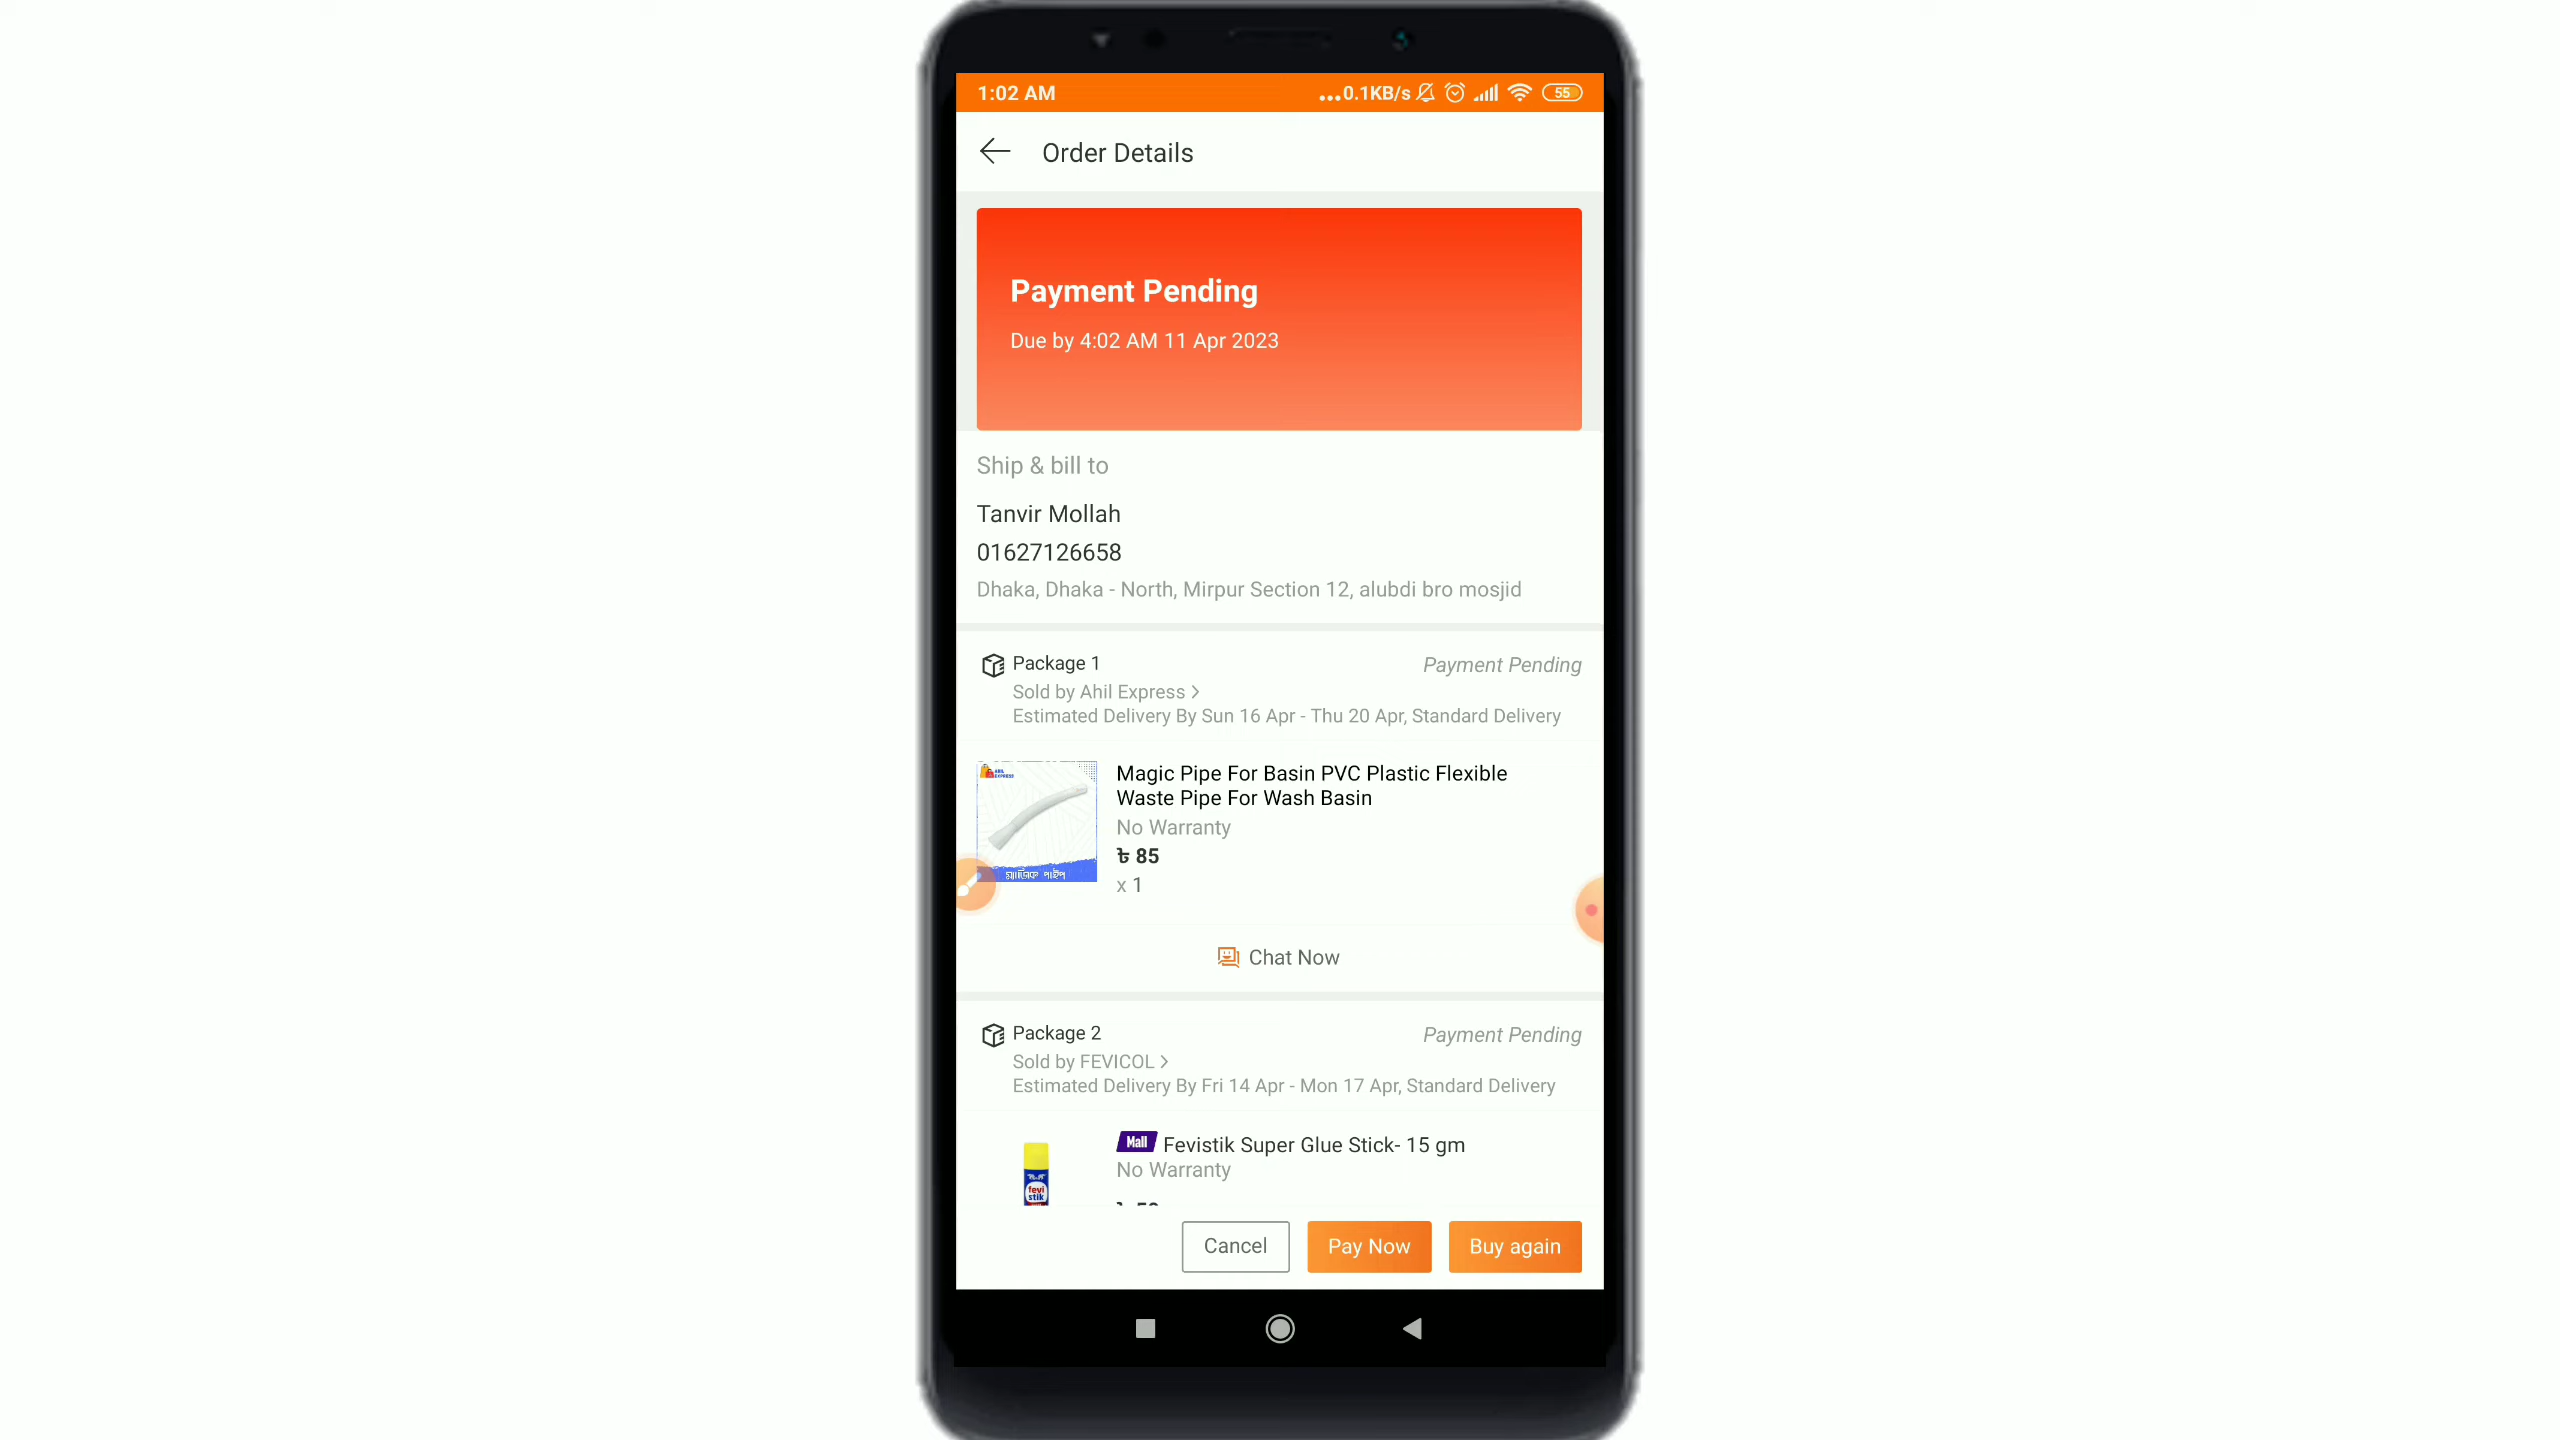 1:02 AM
...0.1KB/s
55
Order Details
Payment Pending
Due by 4:02 AM 11 Apr 2023
Ship & bill to
Tanvir Mollah
01627126658
Dhaka, Dhaka - North, Mirpur Section 12, alubdi bro mosjid
Package 1
Payment Pending
Sold by Ahil Express >
Estimated Delivery By Sun 16 Apr - Thu 20 Apr, Standard Delivery
AHIL
EXPRESS
ম্যাজিক পাইপ
Magic Pipe For Basin PVC Plastic Flexible
Waste Pipe For Wash Basin
No Warranty
৳ 85
x 1
Chat Now
Package 2
Payment Pending
Sold by FEVICOL >
Estimated Delivery By Fri 14 Apr - Mon 17 Apr, Standard Delivery
fevi
stik
Mall Fevistik Super Glue Stick- 15 gm
No Warranty
Cancel
Pay Now
Buy again